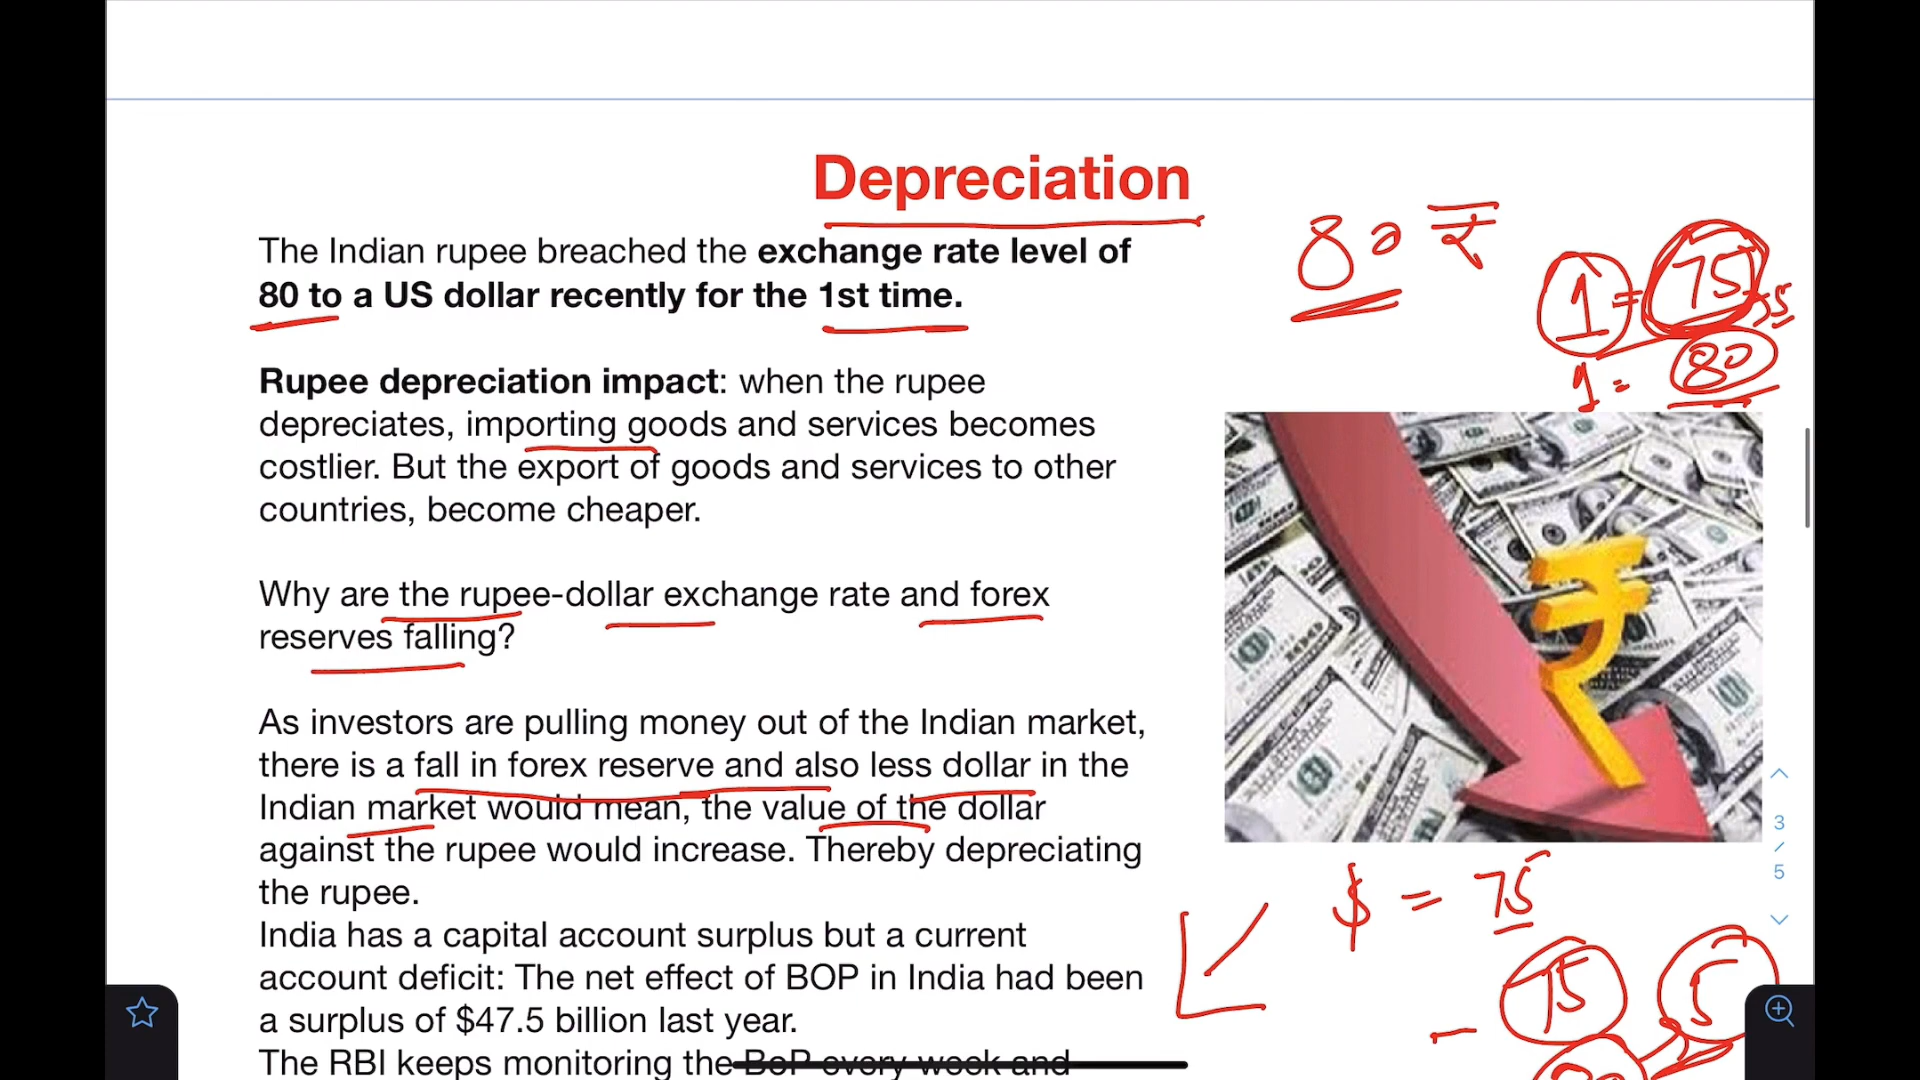 Depreciation
The Indian rupee breached the exchange rate level of
80 to a US dollar recently for the 1st time.
80 ₹
1 = 75
75
1 = 80
Rupee depreciation impact: when the rupee
depreciates, importing goods and services becomes
costlier. But the export of goods and services to other
countries, become cheaper.
Why are the rupee-dollar exchange rate and forex
reserves falling?
As investors are pulling money out of the Indian market,
there is a fall in forex reserve and also less dollar in the
Indian market would mean, the value of the dollar
against the rupee would increase. Thereby depreciating
the rupee.
India has a capital account surplus but a current
account deficit: The net effect of BOP in India had been
a surplus of $47.5 billion last year.
The RBI keeps monitoring the BoP every week and
3
/
5
$ = 75
75
5
80